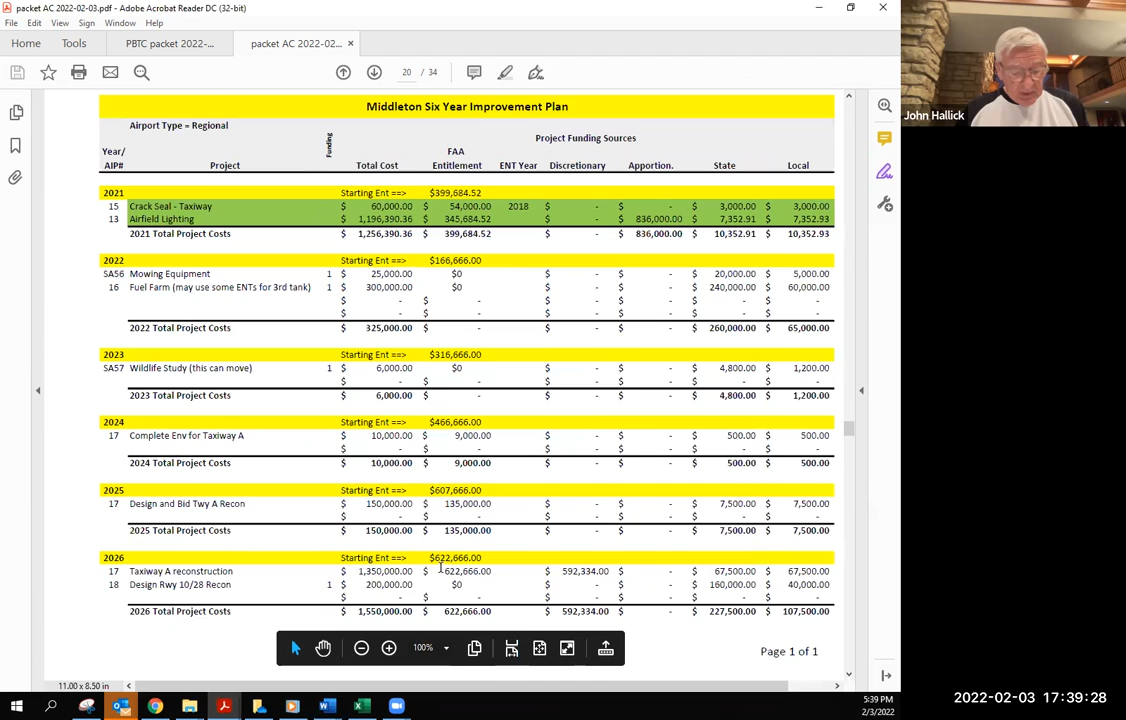 packet AC 2022-02-03.pdf - Adobe Acrobat Reader DC (32-bit)
File Edit View Sign Window Help
Home Tools PBTC packet 2022-... packet AC 2022-02... ×
20 / 34
John Hallick
Middleton Six Year Improvement Plan
Airport Type = Regional
Funding
Project Funding Sources
Year/ FAA
AIP# Project Total Cost Entitlement ENT Year Discretionary Apportion. State Local
2021 Starting Ent ==> $399,684.52
15 Crack Seal - Taxiway $ 60,000.00 $ 54,000.00 2018 $ - $ - $ 3,000.00 $ 3,000.00
13 Airfield Lighting $ 1,196,390.36 $ 345,684.52 $ - $ 836,000.00 $ 7,352.91 $ 7,352.93
2021 Total Project Costs $ 1,256,390.36 $ 399,684.52 $ - $ 836,000.00 $ 10,352.91 $ 10,352.93
2022 Starting Ent ==> $166,666.00
SA56 Mowing Equipment 1 $ 25,000.00 $0 $ - $ - $ 20,000.00 $ 5,000.00
16 Fuel Farm (may use some ENTs for 3rd tank) 1 $ 300,000.00 $0 $ - $ - $ 240,000.00 $ 60,000.00
$ - $ - $ - $ - $ - $ -
$ - $ - $ - $ - $ - $ -
2022 Total Project Costs $ 325,000.00 $ - $ - $ - $ 260,000.00 $ 65,000.00
2023 Starting Ent ==> $316,666.00
SA57 Wildlife Study (this can move) 1 $ 6,000.00 $0 $ - $ - $ 4,800.00 $ 1,200.00
$ - $ - $ - $ - $ - $ -
2023 Total Project Costs $ 6,000.00 $ - $ - $ - $ 4,800.00 $ 1,200.00
2024 Starting Ent ==> $466,666.00
17 Complete Env for Taxiway A $ 10,000.00 $ 9,000.00 $ - $ - $ 500.00 $ 500.00
$ - $ - $ - $ - $ - $ -
2024 Total Project Costs $ 10,000.00 $ 9,000.00 $ - $ - $ 500.00 $ 500.00
2025 Starting Ent ==> $607,666.00
17 Design and Bid Twy A Recon $ 150,000.00 $ 135,000.00 $ - $ - $ 7,500.00 $ 7,500.00
$ - $ - $ - $ - $ - $ -
2025 Total Project Costs $ 150,000.00 $ 135,000.00 $ - $ - $ 7,500.00 $ 7,500.00
2026 Starting Ent ==> $622,666.00
17 Taxiway A reconstruction $ 1,350,000.00 $ 622,666.00 $ 592,334.00 $ - $ 67,500.00 $ 67,500.00
18 Design Rwy 10/28 Recon 1 $ 200,000.00 $0 $ - $ - $ 160,000.00 $ 40,000.00
$ - $ - $ - $ - $ - $ -
2026 Total Project Costs $ 1,550,000.00 $ 622,666.00 $ 592,334.00 $ - $ 227,500.00 $ 107,500.00
100%
Page 1 of 1
11.00 x 8.50 in
5:39 PM
2/3/2022
2022-02-03 17:39:28